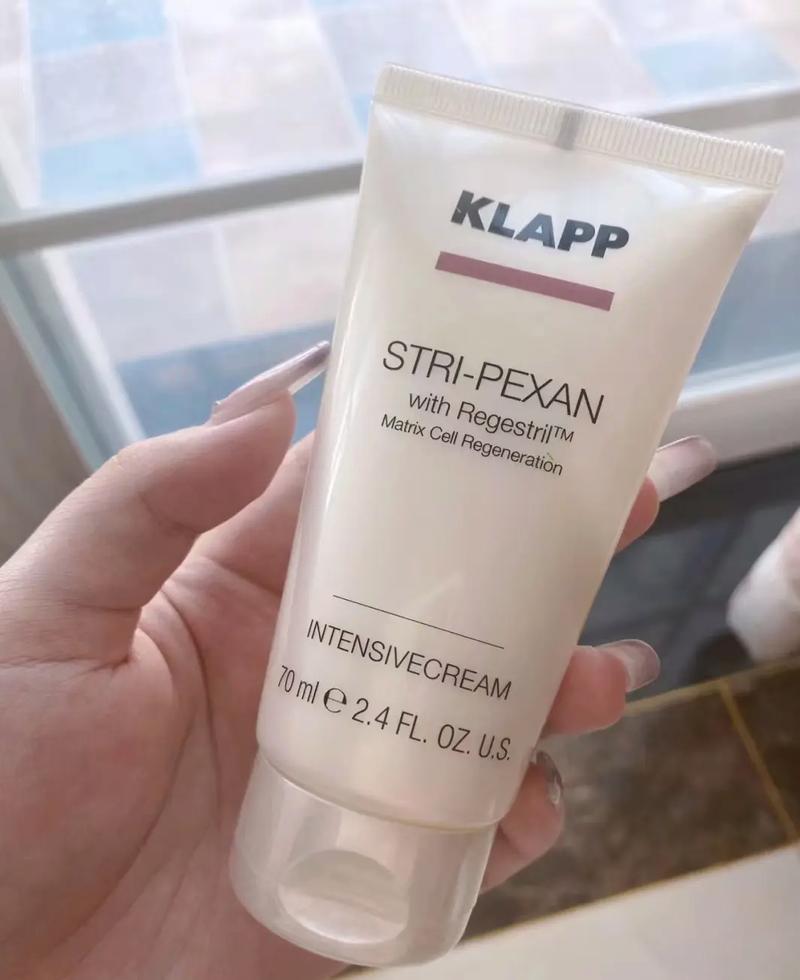 KLAPP
STRI-PEXAN
with Regestril™
Matrix Cell Regeneration
INTENSIVECREAM
70 ml ℮ 2.4 FL. OZ. U.S.